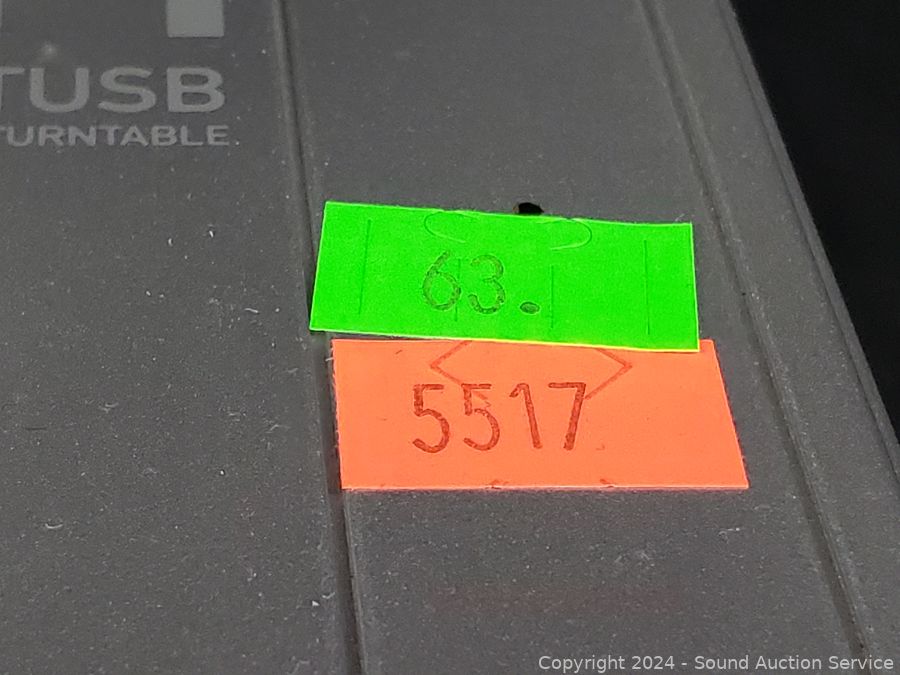 TUSB
TURNTABLE
63.
5517
Copyright 2024 - Sound Auction Service